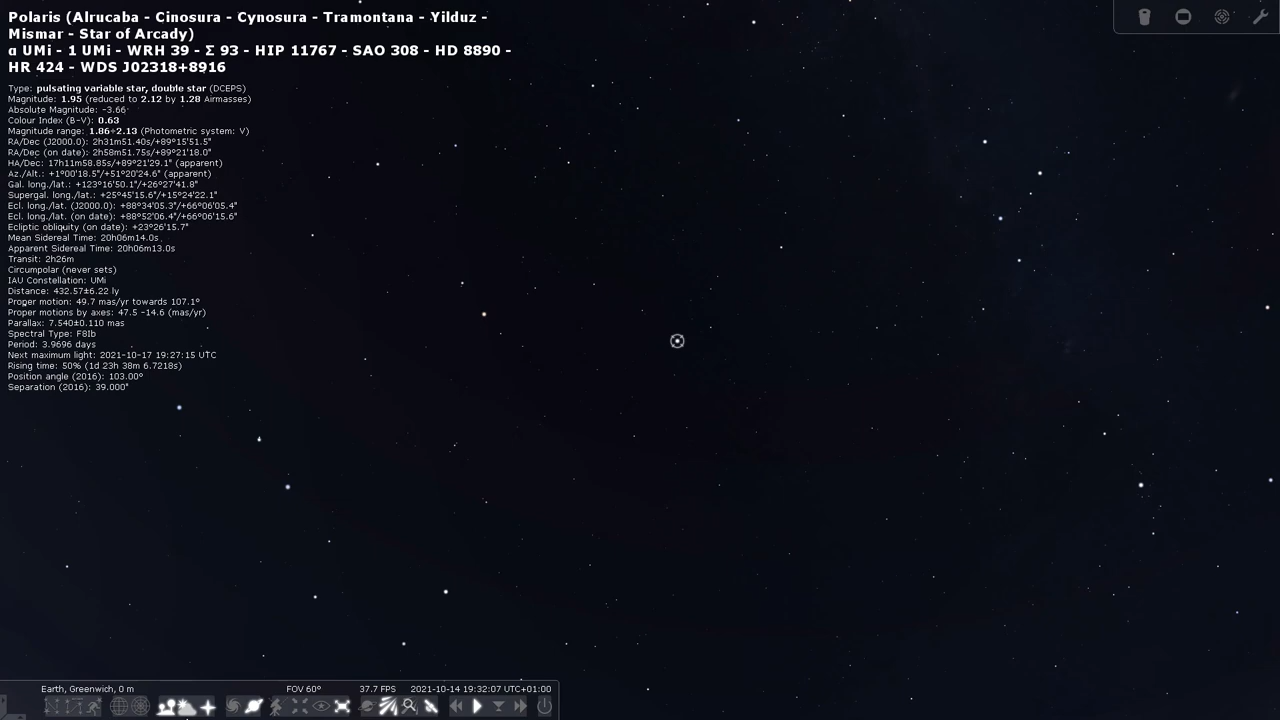 Polaris (Alrucaba - Cinosura - Cynosura - Tramontana - Yilduz -
Mismar - Star of Arcady)
α UMi - 1 UMi - WRH 39 - Σ 93 - HIP 11767 - SAO 308 - HD 8890 -
HR 424 - WDS J02318+8916
Type: pulsating variable star, double star (DCEPS)
Magnitude: 1.95 (reduced to 2.12 by 1.28 Airmasses)
Absolute Magnitude: -3.66
Colour Index (B-V): 0.63
Magnitude range: 1.86÷2.13 (Photometric system: V)
RA/Dec (J2000.0): 2h31m51.40s/+89°15'51.5"
RA/Dec (on date): 2h58m51.75s/+89°21'18.0"
HA/Dec: 17h11m58.85s/+89°21'29.1" (apparent)
Az./Alt.: +1°00'18.5"/+51°20'24.6" (apparent)
Gal. long./lat.: +123°16'50.1"/+26°27'41.8"
Supergal. long./lat.: +25°45'15.6"/+15°24'22.1"
Ecl. long./lat. (J2000.0): +88°34'05.3"/+66°06'05.4"
Ecl. long./lat. (on date): +88°52'06.4"/+66°06'15.6"
Ecliptic obliquity (on date): +23°26'15.7"
Mean Sidereal Time: 20h06m14.0s
Apparent Sidereal Time: 20h06m13.0s
Transit: 2h26m
Circumpolar (never sets)
IAU Constellation: UMi
Distance: 432.57±6.22 ly
Proper motion: 49.7 mas/yr towards 107.1°
Proper motions by axes: 47.5 -14.6 (mas/yr)
Parallax: 7.540±0.110 mas
Spectral Type: F8Ib
Period: 3.9696 days
Next maximum light: 2021-10-17 19:27:15 UTC
Rising time: 50% (1d 23h 38m 6.7218s)
Position angle (2016): 103.00°
Separation (2016): 39.000"
Earth, Greenwich, 0 m FOV 60° 37.7 FPS 2021-10-14 19:32:07 UTC+01:00